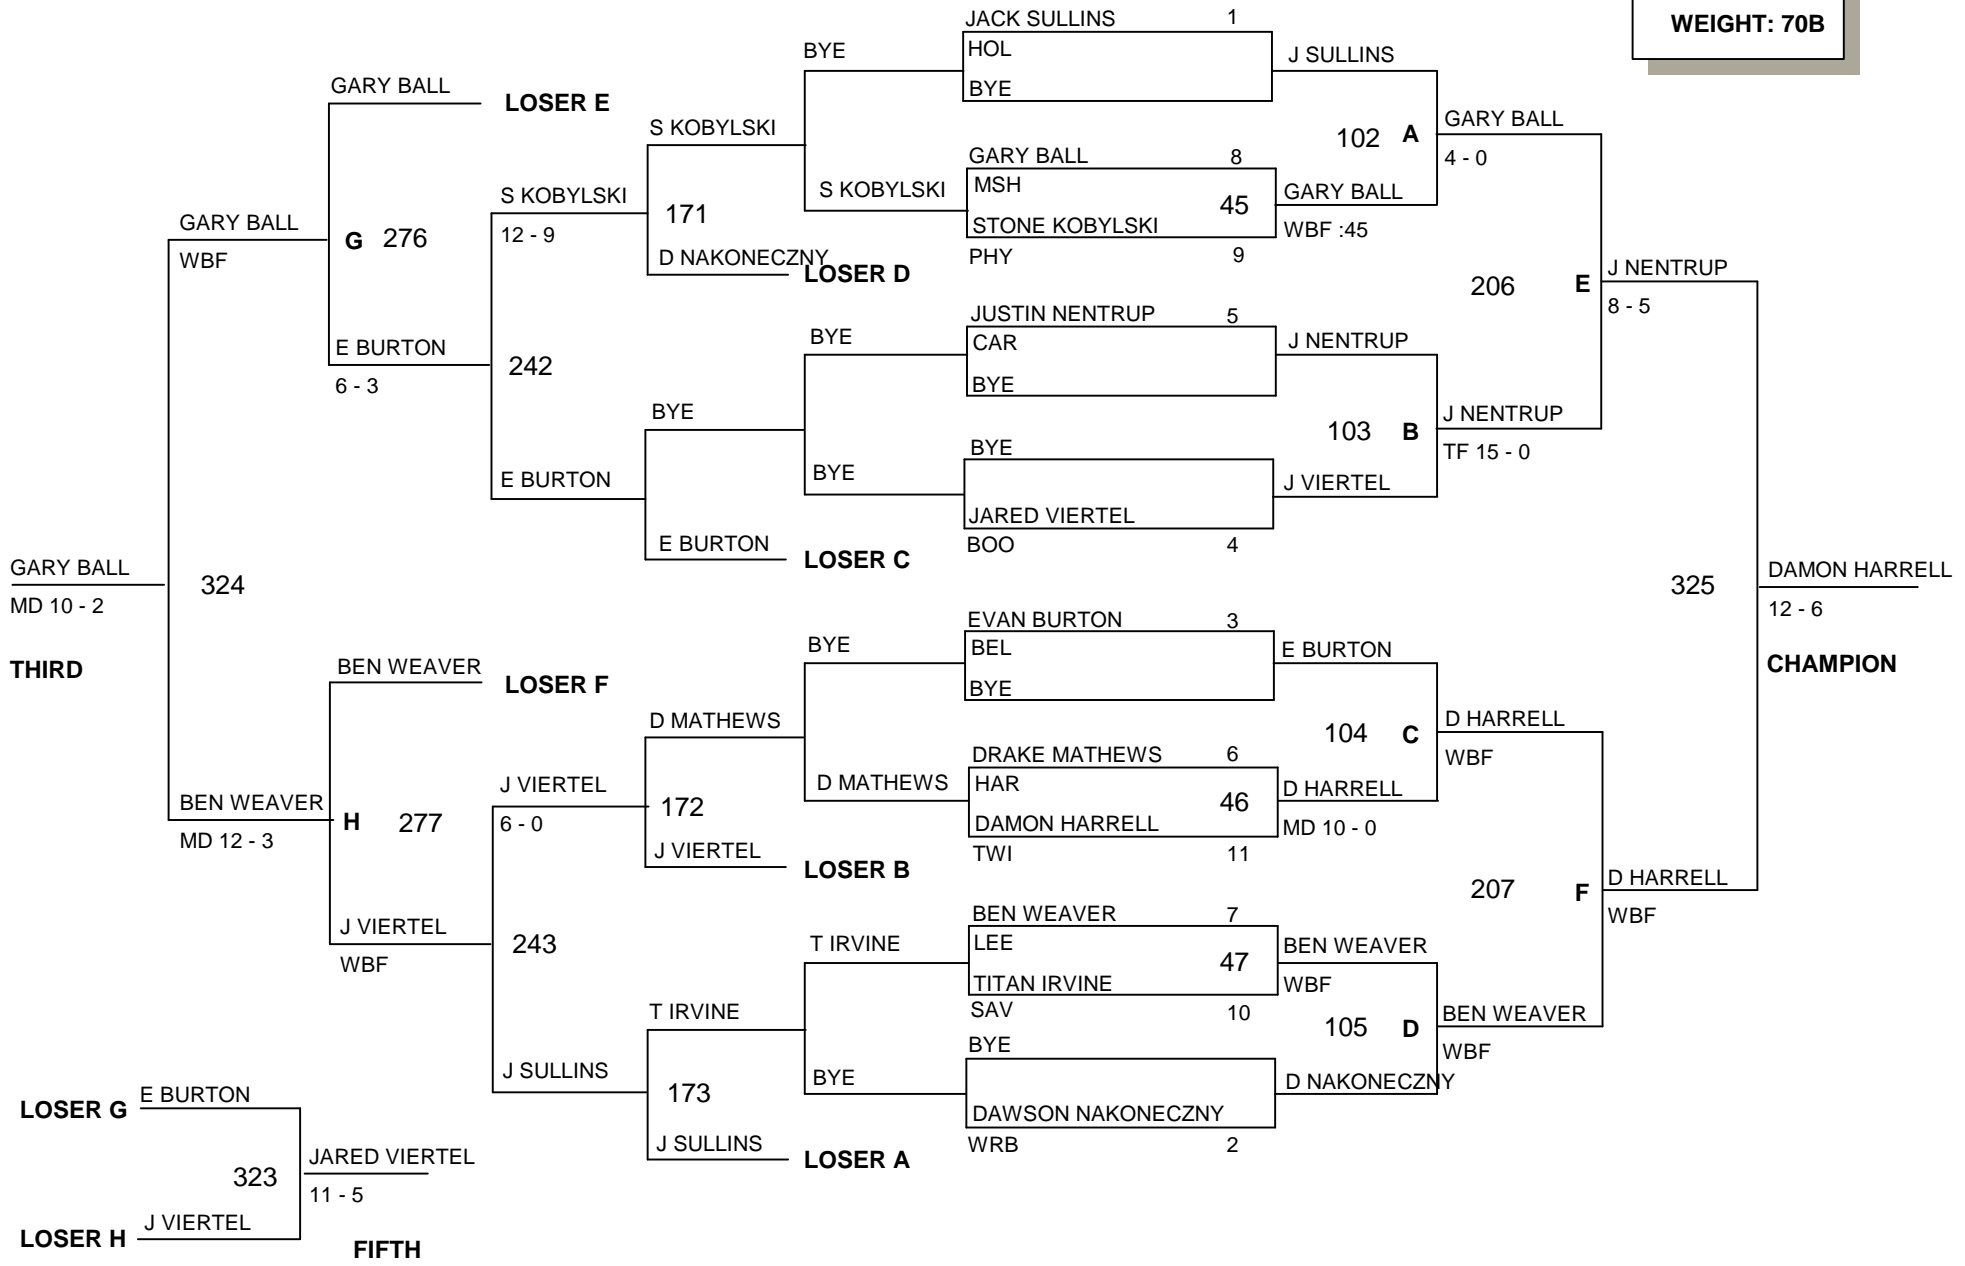 WEIGHT: 70B
JACK SULLINS 1
HOL
BYE
BYE
J SULLINS
GARY BALL
LOSER E
S KOBYLSKI
102 A
GARY BALL
4 - 0
GARY BALL 8
MSH
STONE KOBYLSKI
45
PHY 9
S KOBYLSKI
GARY BALL
WBF :45
S KOBYLSKI
12 - 9
171
D NAKONECZNY
LOSER D
GARY BALL
WBF
G 276
206 E
J NENTRUP
8 - 5
JUSTIN NENTRUP 5
CAR
BYE
BYE
J NENTRUP
E BURTON
6 - 3
242
BYE
BYE
103 B
J NENTRUP
TF 15 - 0
BYE
JARED VIERTEL
BOO 4
J VIERTEL
E BURTON
E BURTON
LOSER C
GARY BALL
MD 10 - 2
324
THIRD
325
DAMON HARRELL
12 - 6
CHAMPION
EVAN BURTON 3
BEL
BYE
BYE
E BURTON
BEN WEAVER
LOSER F
D MATHEWS
104 C
D HARRELL
WBF
DRAKE MATHEWS 6
HAR
DAMON HARRELL
46
TWI 11
D MATHEWS
D HARRELL
MD 10 - 0
J VIERTEL
6 - 0
172
J VIERTEL
LOSER B
BEN WEAVER
MD 12 - 3
H 277
207 F
D HARRELL
WBF
BEN WEAVER 7
LEE
TITAN IRVINE
47
SAV 10
T IRVINE
BEN WEAVER
WBF
J VIERTEL
WBF
243
T IRVINE
105 D
BEN WEAVER
WBF
BYE
DAWSON NAKONECZNY
WRB 2
BYE
D NAKONECZNY
J SULLINS
173
J SULLINS
LOSER A
LOSER G
E BURTON
323
JARED VIERTEL
11 - 5
LOSER H
J VIERTEL
FIFTH